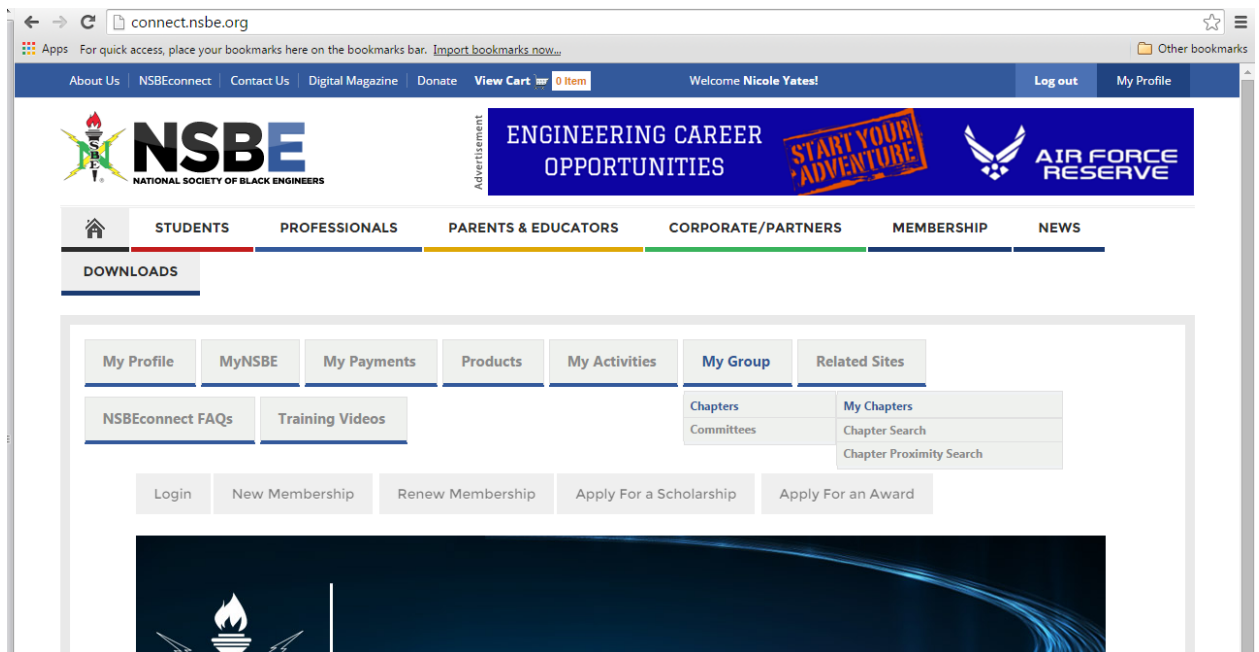 connect.nsbe.org
Apps For quick access, place your bookmarks here on the bookmarks bar. Import bookmarks now... Other bookmarks
About Us NSBEconnect Contact Us Digital Magazine Donate View Cart 0 Item Welcome Nicole Yates! Log out My Profile
NSBE
NSBE
NATIONAL SOCIETY OF BLACK ENGINEERS
Advertisement
ENGINEERING CAREER
OPPORTUNITIES
START YOUR
ADVENTURE
AIR FORCE
RESERVE
STUDENTS PROFESSIONALS PARENTS & EDUCATORS CORPORATE/PARTNERS MEMBERSHIP NEWS
DOWNLOADS
My Profile MyNSBE My Payments Products My Activities My Group Related Sites
NSBEconnect FAQs Training Videos
Chapters My Chapters
Committees Chapter Search
Chapter Proximity Search
Login New Membership Renew Membership Apply For a Scholarship Apply For an Award